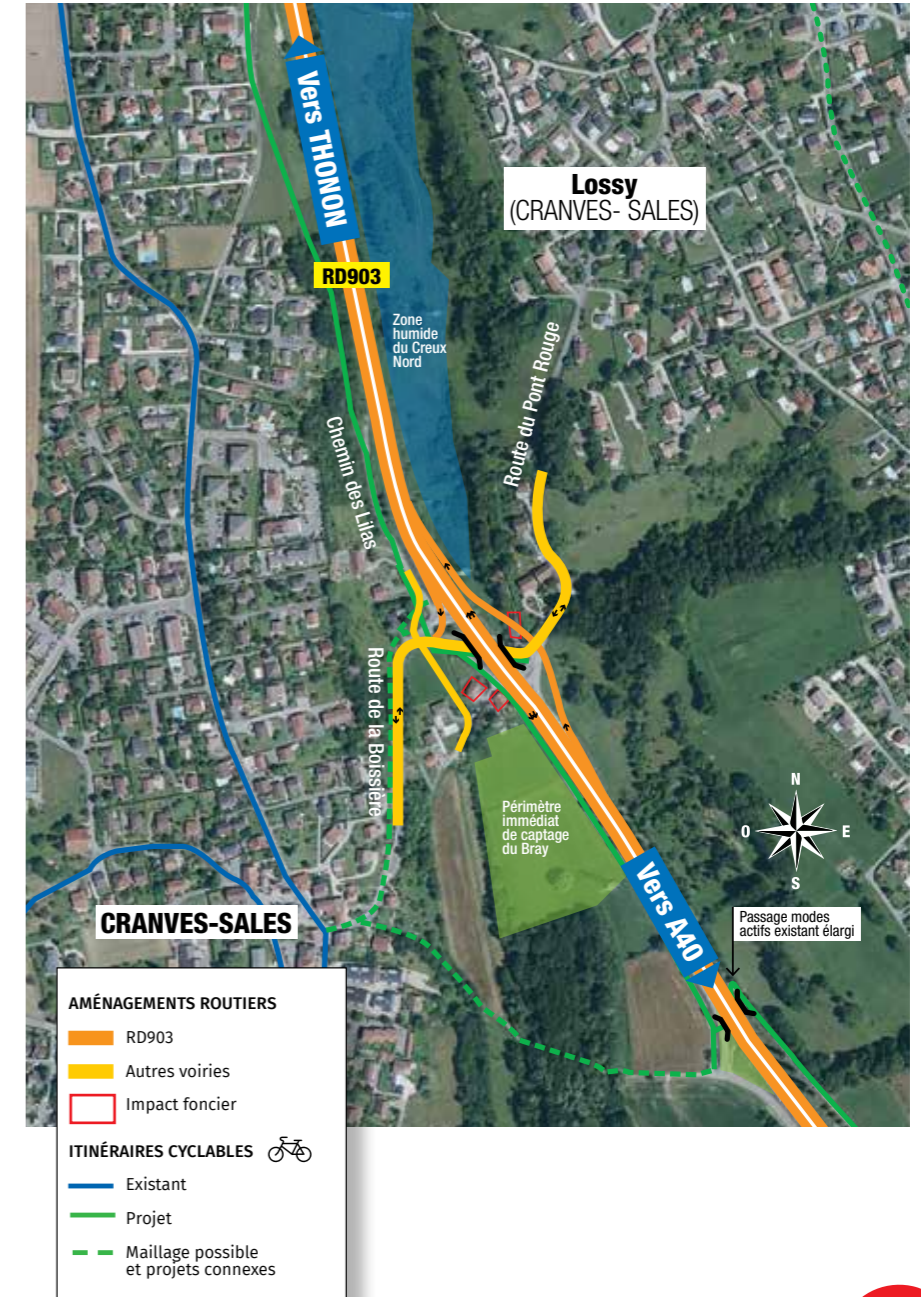 Vers THONON
Lossy
(CRANVES- SALES)
RD903
Zone
humide
du Creux
Nord
Route du Pont Rouge
Chemin des Lilas
Route de la Boissière
Périmètre
immédiat
de captage
du Bray
N
O
E
S
Vers A40
Passage modes
actifs existant élargi
CRANVES-SALES
AMÉNAGEMENTS ROUTIERS
RD903
Autres voiries
Impact foncier
ITINÉRAIRES CYCLABLES
Existant
Projet
Maillage possible
et projets connexes